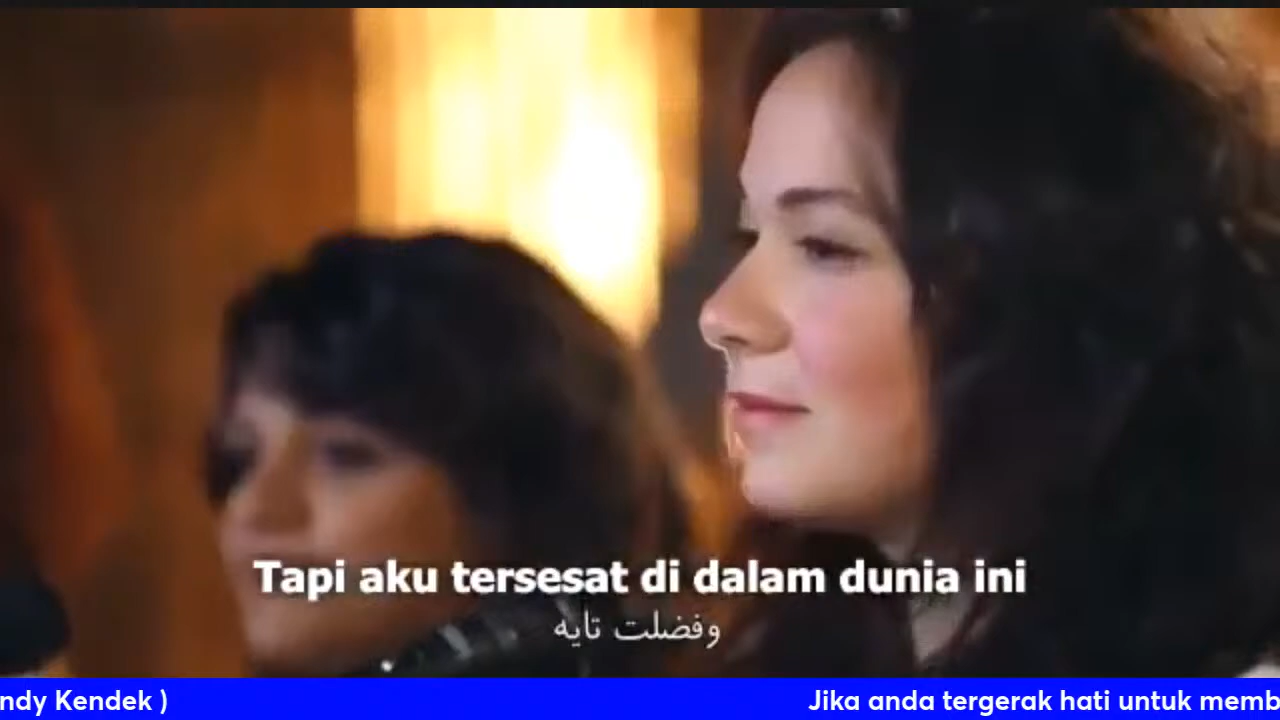 Tapi aku tersesat di dalam dunia ini
وفضلت تايه
ndy Kendek ) Jika anda tergerak hati untuk memb